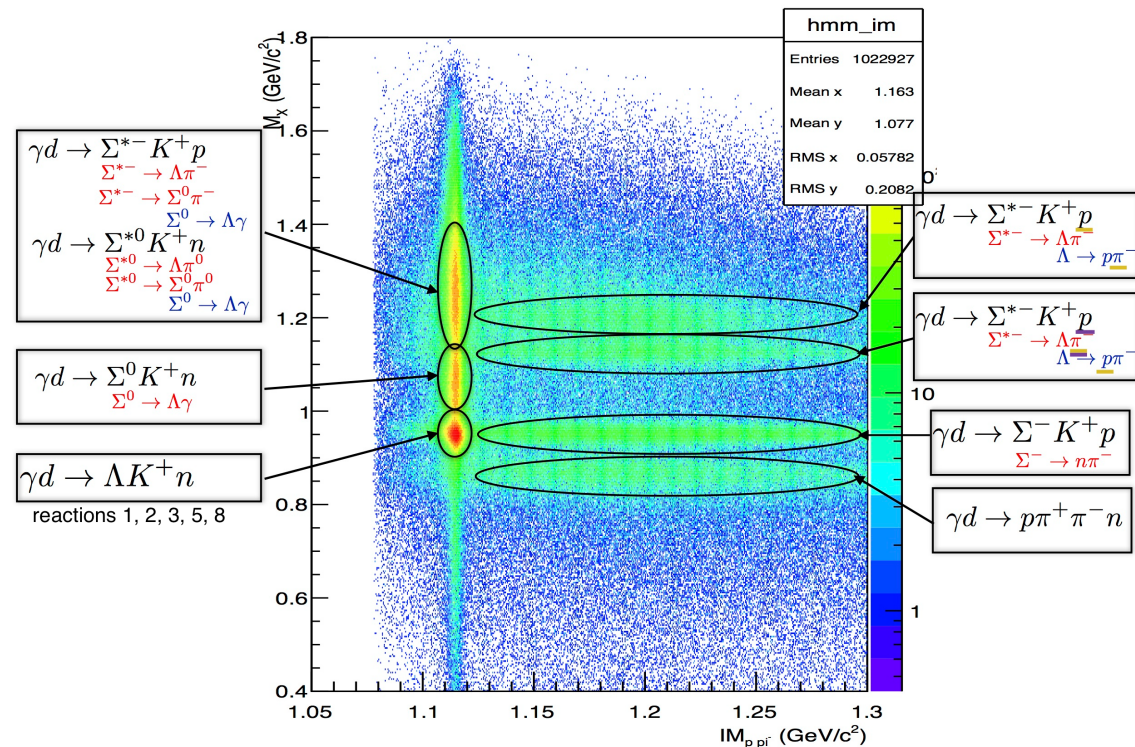 hmm_im
Entries 1022927
Mean x 1.163
Mean y 1.077
RMS x 0.05782
RMS y 0.2082
M_X (GeV/c²)
1.8
1.6
1.4
1.2
1
0.8
0.6
0.4
1.05
1.1
1.15
1.2
1.25
1.3
IM_{p pi⁻} (GeV/c²)
10
1
γd → Σ*⁻K⁺p
Σ*⁻ → Λπ⁻
Σ*⁻ → Σ⁰π⁻
Σ⁰ → Λγ
γd → Σ*⁰K⁺n
Σ*⁰ → Λπ⁰
Σ*⁰ → Σ⁰π⁰
Σ⁰ → Λγ
γd → Σ⁰K⁺n
Σ⁰ → Λγ
γd → ΛK⁺n
reactions 1, 2, 3, 5, 8
γd → Σ*⁻K⁺p
Σ*⁻ → Λπ⁻
Λ → pπ⁻
γd → Σ*⁻K⁺p
Σ*⁻ → Λπ⁻
Λ → pπ⁻
γd → Σ⁻K⁺p
Σ⁻ → nπ⁻
γd → pπ⁺π⁻n